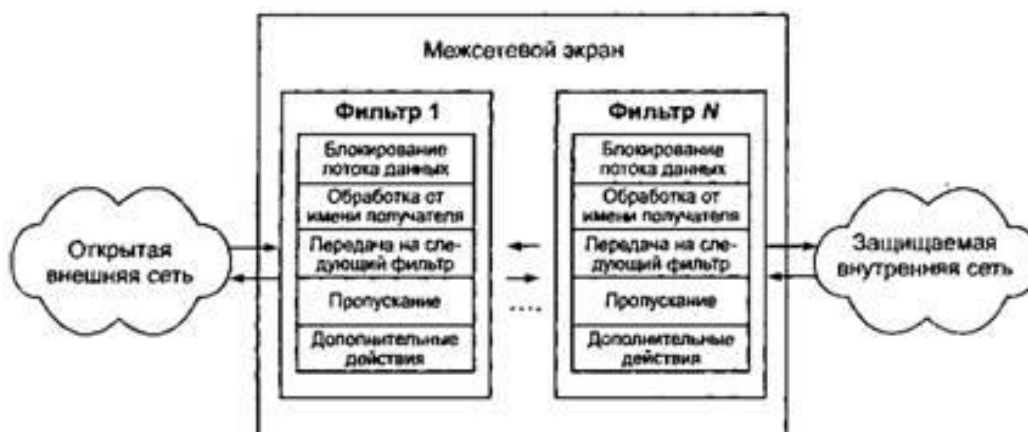 Межсетевой экран
Фильтр 1
Блокирование
потока данных
Обработка от
имени получателя
Передача на сле-
дующий фильтр
Пропускание
Дополнительные
действия
Фильтр N
Блокирование
потока данных
Обработка от
имени получателя
Передача на сле-
дующий фильтр
Пропускание
Дополнительные
действия
Открытая
внешняя сеть
....
Защищаемая
внутренняя сеть